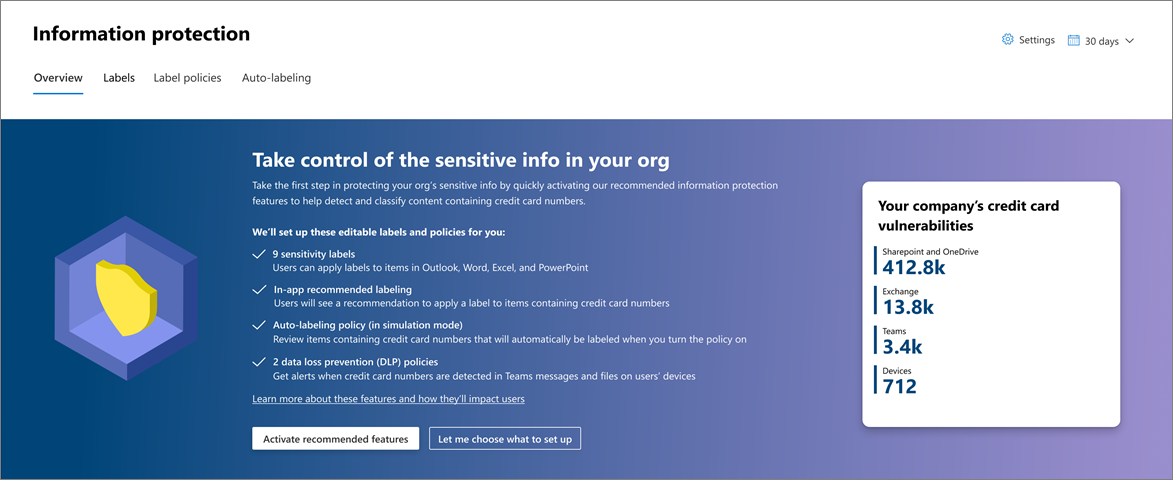 Information protection
Settings
30 days
Overview
Labels
Label policies
Auto-labeling
Take control of the sensitive info in your org
Take the first step in protecting your org's sensitive info by quickly activating our recommended information protection
features to help detect and classify content containing credit card numbers.
We'll set up these editable labels and policies for you:
9 sensitivity labels
Users can apply labels to items in Outlook, Word, Excel, and PowerPoint
In-app recommended labeling
Users will see a recommendation to apply a label to items containing credit card numbers
Auto-labeling policy (in simulation mode)
Review items containing credit card numbers that will automatically be labeled when you turn the policy on
2 data loss prevention (DLP) policies
Get alerts when credit card numbers are detected in Teams messages and files on users' devices
Learn more about these features and how they'll impact users
Activate recommended features
Let me choose what to set up
Your company's credit card
vulnerabilities
Sharepoint and OneDrive
412.8k
Exchange
13.8k
Teams
3.4k
Devices
712